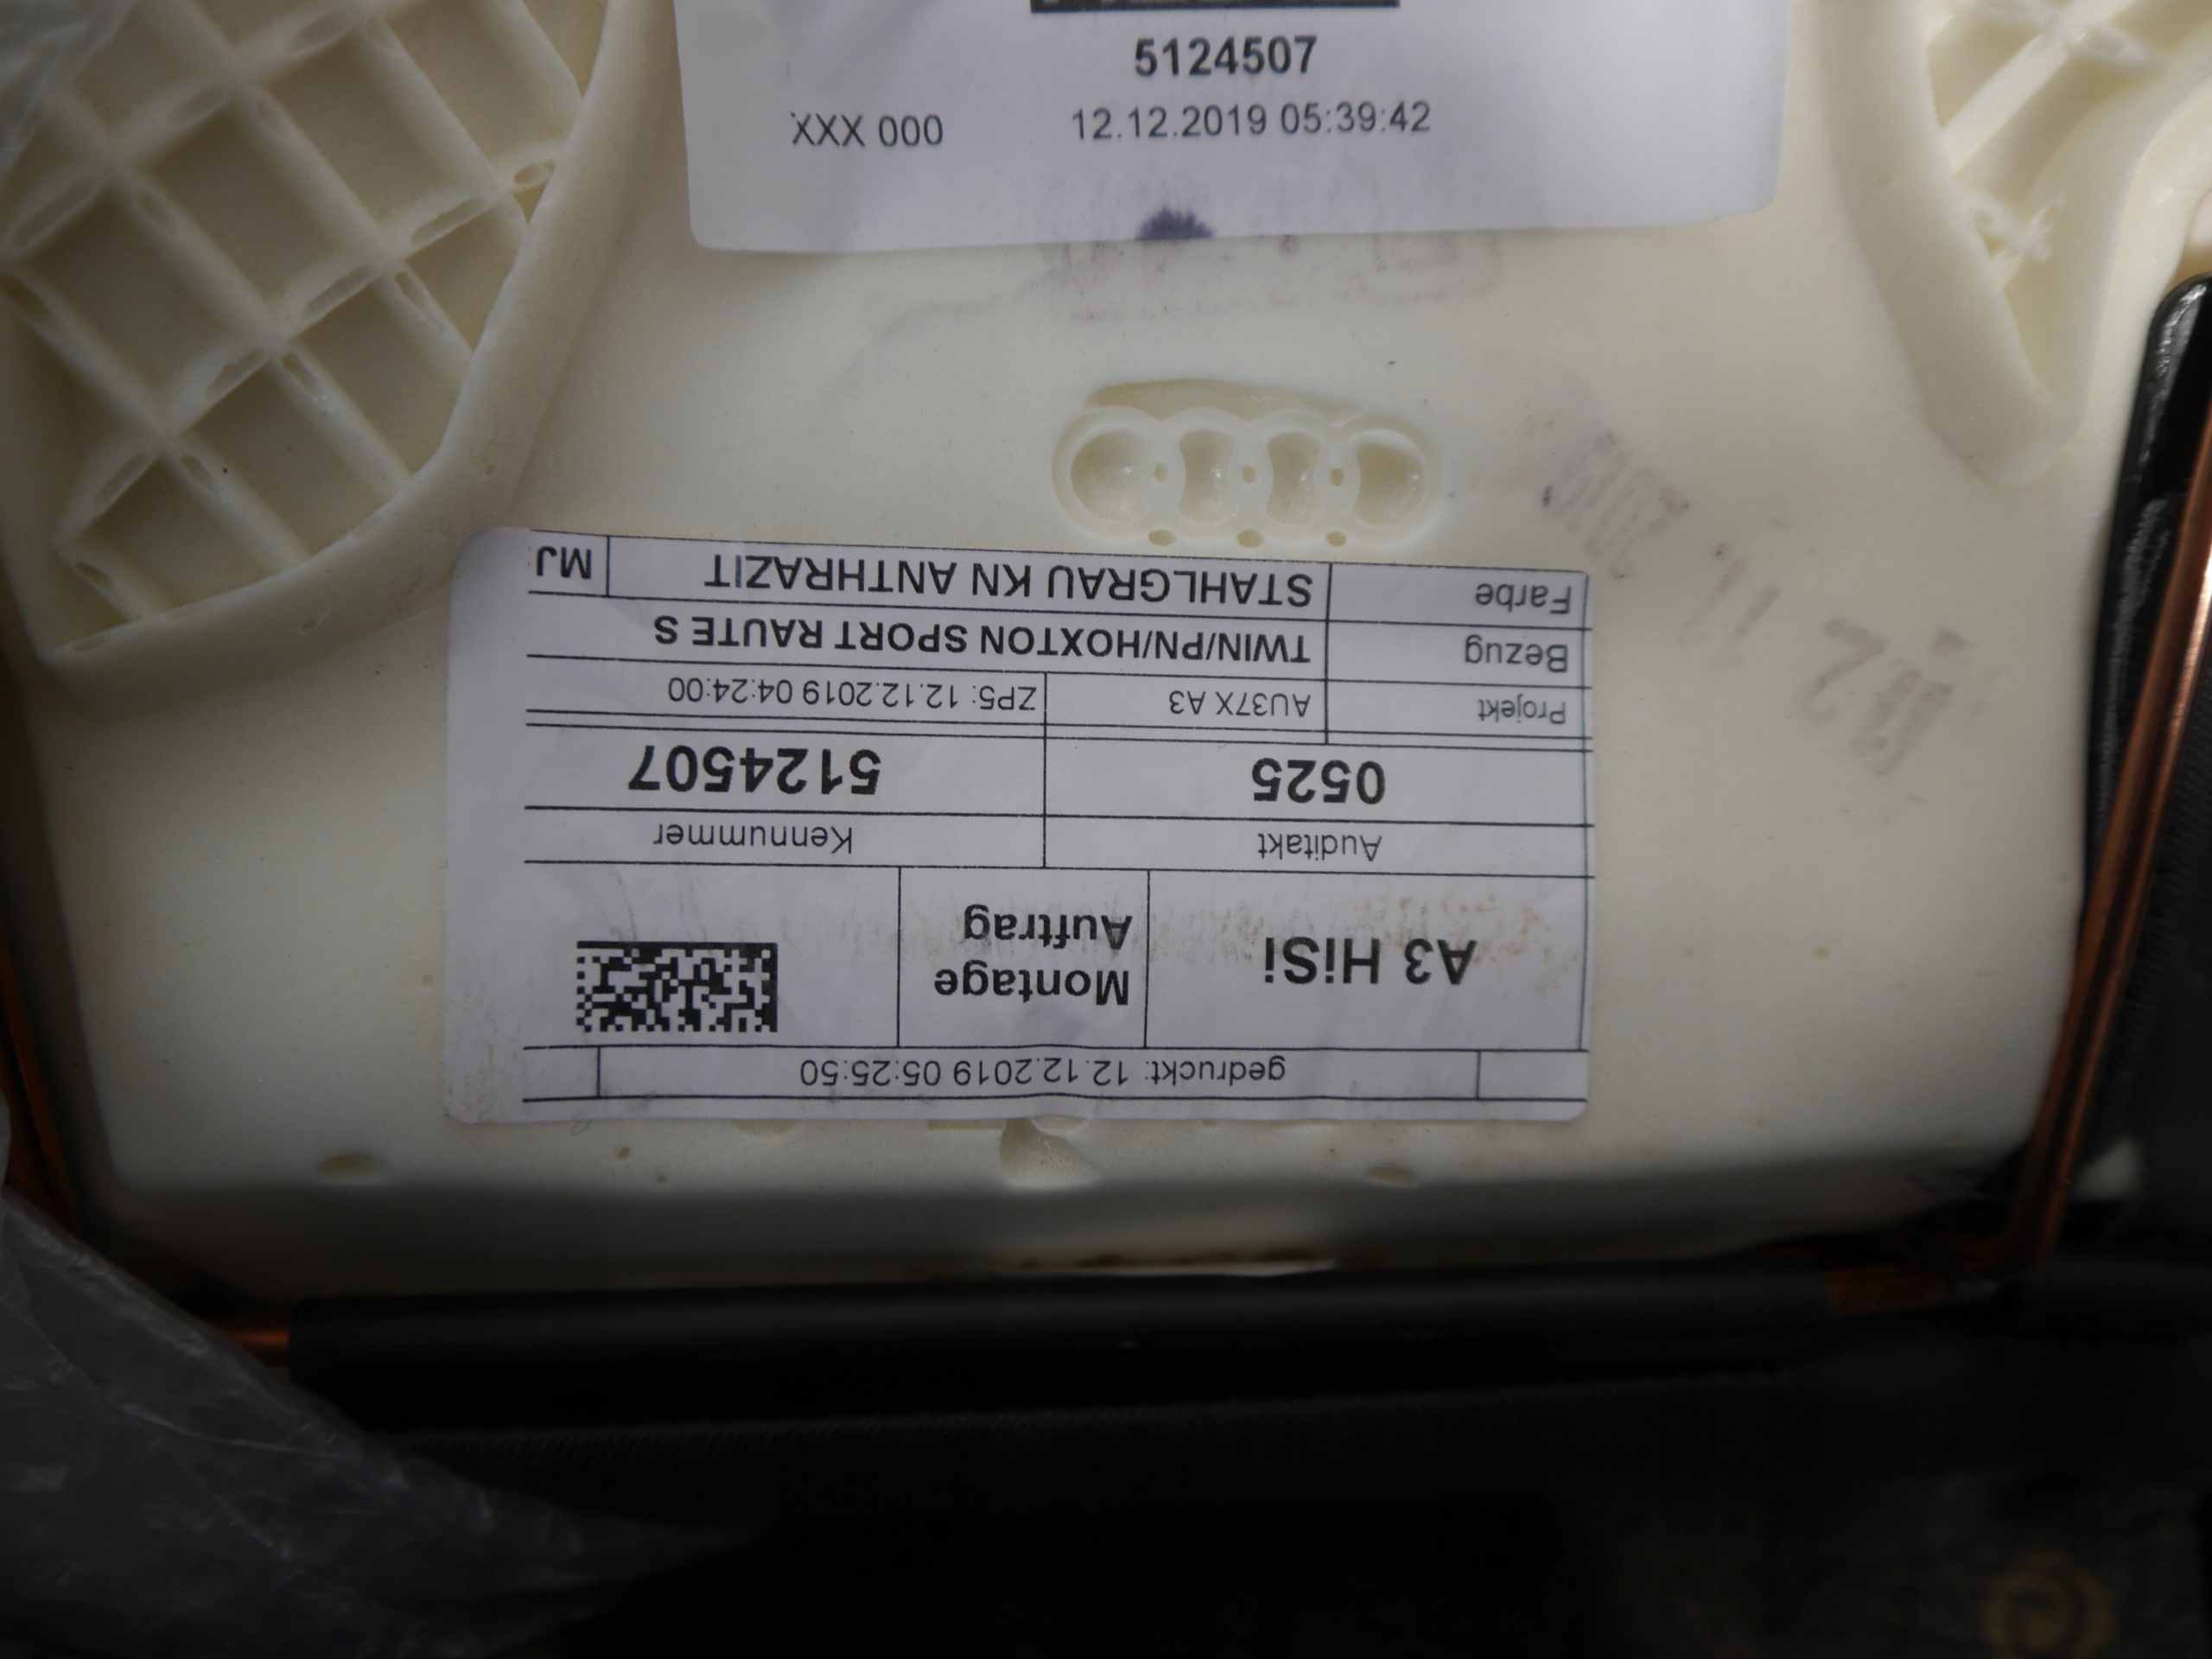 5124507
XXX 000 12.12.2019 05:39:42
gedruckt: 12.12.2019 05:25:50
A3 HiSi Montage Auftrag
Auditakt Kennummer
0525 5124507
Projekt AU37X A3 ZP5: 12.12.2019 04:24:00
Bezug TWIN/PN/HOXTON SPORT RAUTE S
Farbe STAHLGRAU KN ANTHRAZIT MJ
11. 2019